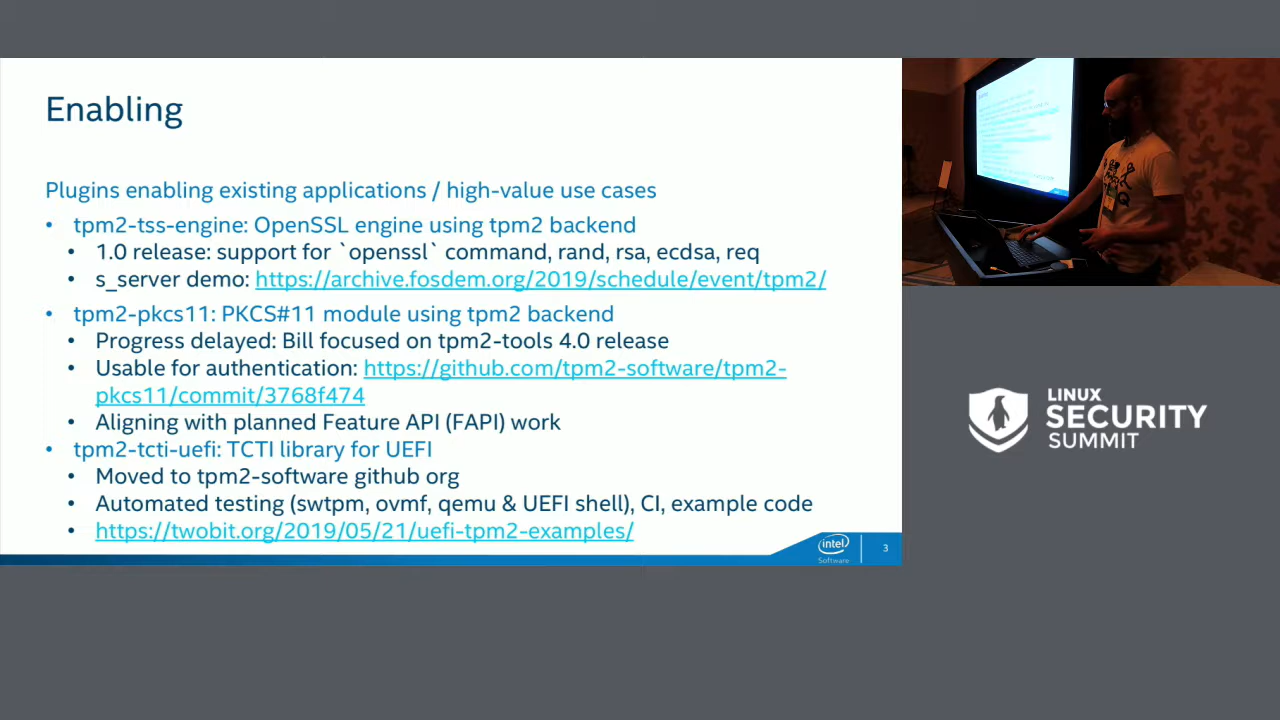 Enabling
Plugins enabling existing applications / high-value use cases
• tpm2-tss-engine: OpenSSL engine using tpm2 backend
• 1.0 release: support for `openssl` command, rand, rsa, ecdsa, req
• s_server demo: https://archive.fosdem.org/2019/schedule/event/tpm2/
• tpm2-pkcs11: PKCS#11 module using tpm2 backend
• Progress delayed: Bill focused on tpm2-tools 4.0 release
• Usable for authentication: https://github.com/tpm2-software/tpm2-
pkcs11/commit/3768f474
• Aligning with planned Feature API (FAPI) work
• tpm2-tcti-uefi: TCTI library for UEFI
• Moved to tpm2-software github org
• Automated testing (swtpm, ovmf, qemu & UEFI shell), CI, example code
• https://twobit.org/2019/05/21/uefi-tpm2-examples/
intel
Software
3
LINUX
SECURITY
SUMMIT